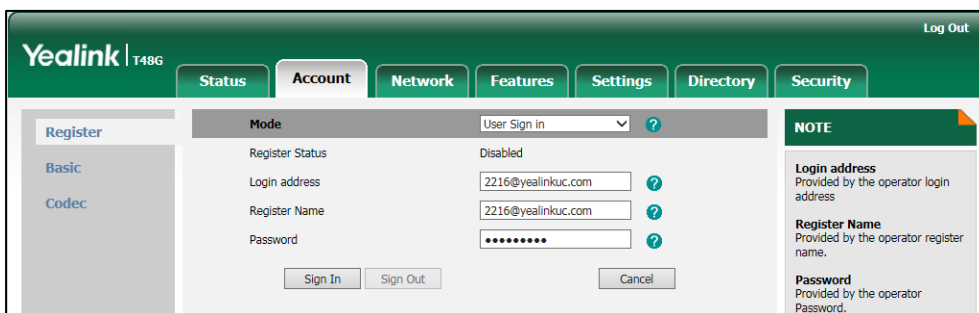 Log Out
Yealink T48G
Status Account Network Features Settings Directory Security
Register
Basic
Codec
Mode User Sign in
Register Status Disabled
Login address 2216@yealinkuc.com
Register Name 2216@yealinkuc.com
Password •••••••••
Sign In Sign Out Cancel
NOTE
Login address
Provided by the operator login
address
Register Name
Provided by the operator register
name.
Password
Provided by the operator
Password.